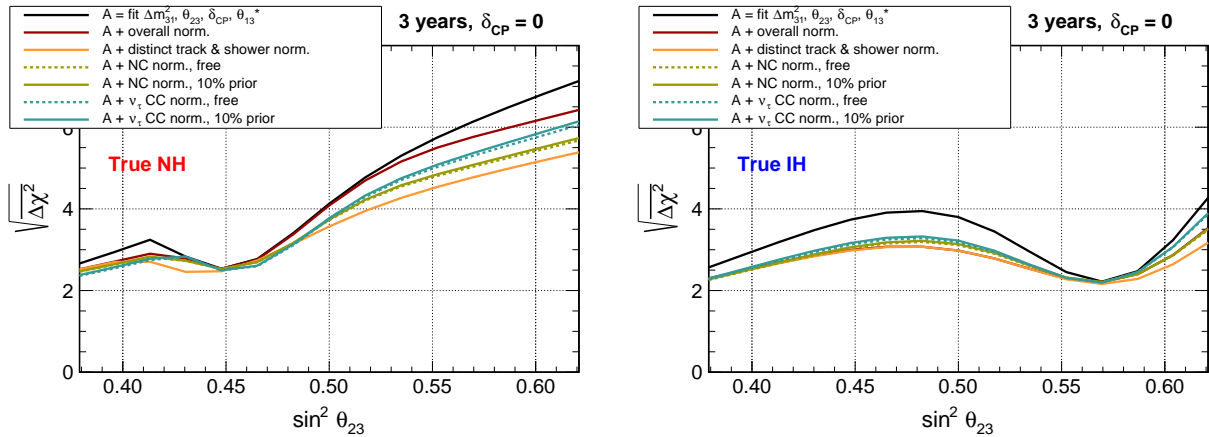 A = fit Δm²₃₁, θ₂₃, δCP, θ₁₃*
A + overall norm.
A + distinct track & shower norm.
A + NC norm., free
A + NC norm., 10% prior
A + ντ CC norm., free
A + ντ CC norm., 10% prior
3 years, δCP = 0
True NH
√Δχ²
6
4
2
0
0.40 0.45 0.50 0.55 0.60
sin² θ₂₃
A = fit Δm²₃₁, θ₂₃, δCP, θ₁₃*
A + overall norm.
A + distinct track & shower norm.
A + NC norm., free
A + NC norm., 10% prior
A + ντ CC norm., free
A + ντ CC norm., 10% prior
3 years, δCP = 0
True IH
√Δχ²
6
4
2
0
0.40 0.45 0.50 0.55 0.60
sin² θ₂₃